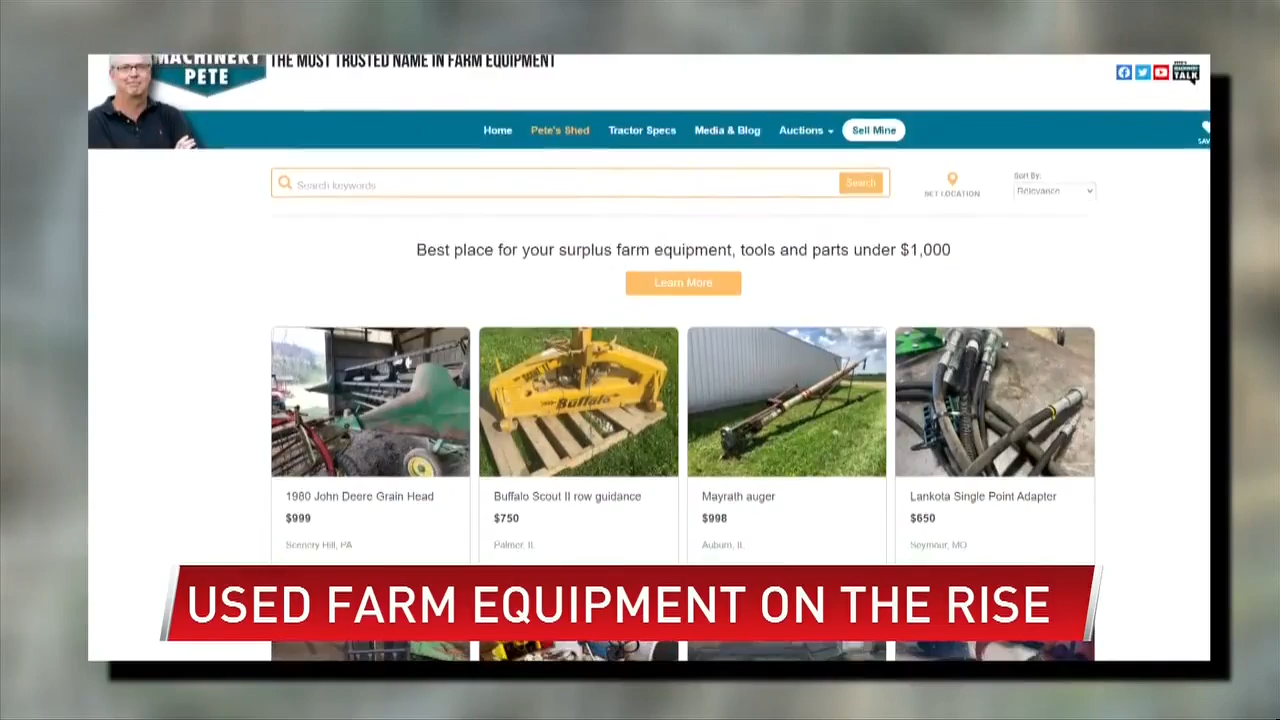 MACHINERY
PETE
THE MOST TRUSTED NAME IN FARM EQUIPMENT
TALK
Home Pete's Shed Tractor Specs Media & Blog Auctions Sell Mine
Search keywords
Search
SET LOCATION
Sort By:
Relevance
Best place for your surplus farm equipment, tools and parts under $1,000
Learn More
Scout II
Buffalo
1980 John Deere Grain Head
$999
Scenery Hill, PA
Buffalo Scout II row guidance
$750
Palmer, IL
Mayrath auger
$998
Auburn, IL
Lankota Single Point Adapter
$650
Seymour, MO
USED FARM EQUIPMENT ON THE RISE